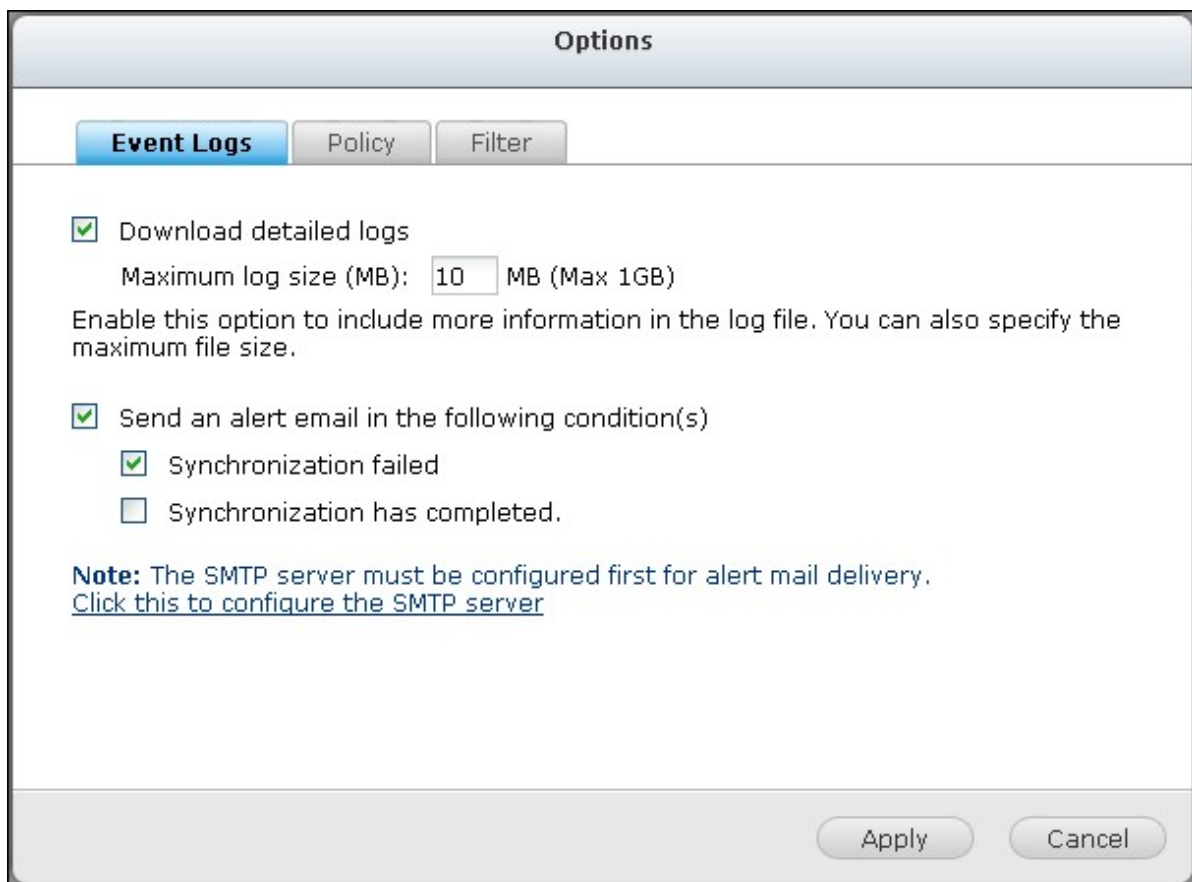 Options
Event Logs
Policy
Filter
Download detailed logs
Maximum log size (MB): 10 MB (Max 1GB)
Enable this option to include more information in the log file. You can also specify the
maximum file size.
Send an alert email in the following condition(s)
Synchronization failed
Synchronization has completed.
Note: The SMTP server must be configured first for alert mail delivery.
Click this to configure the SMTP server
Apply
Cancel